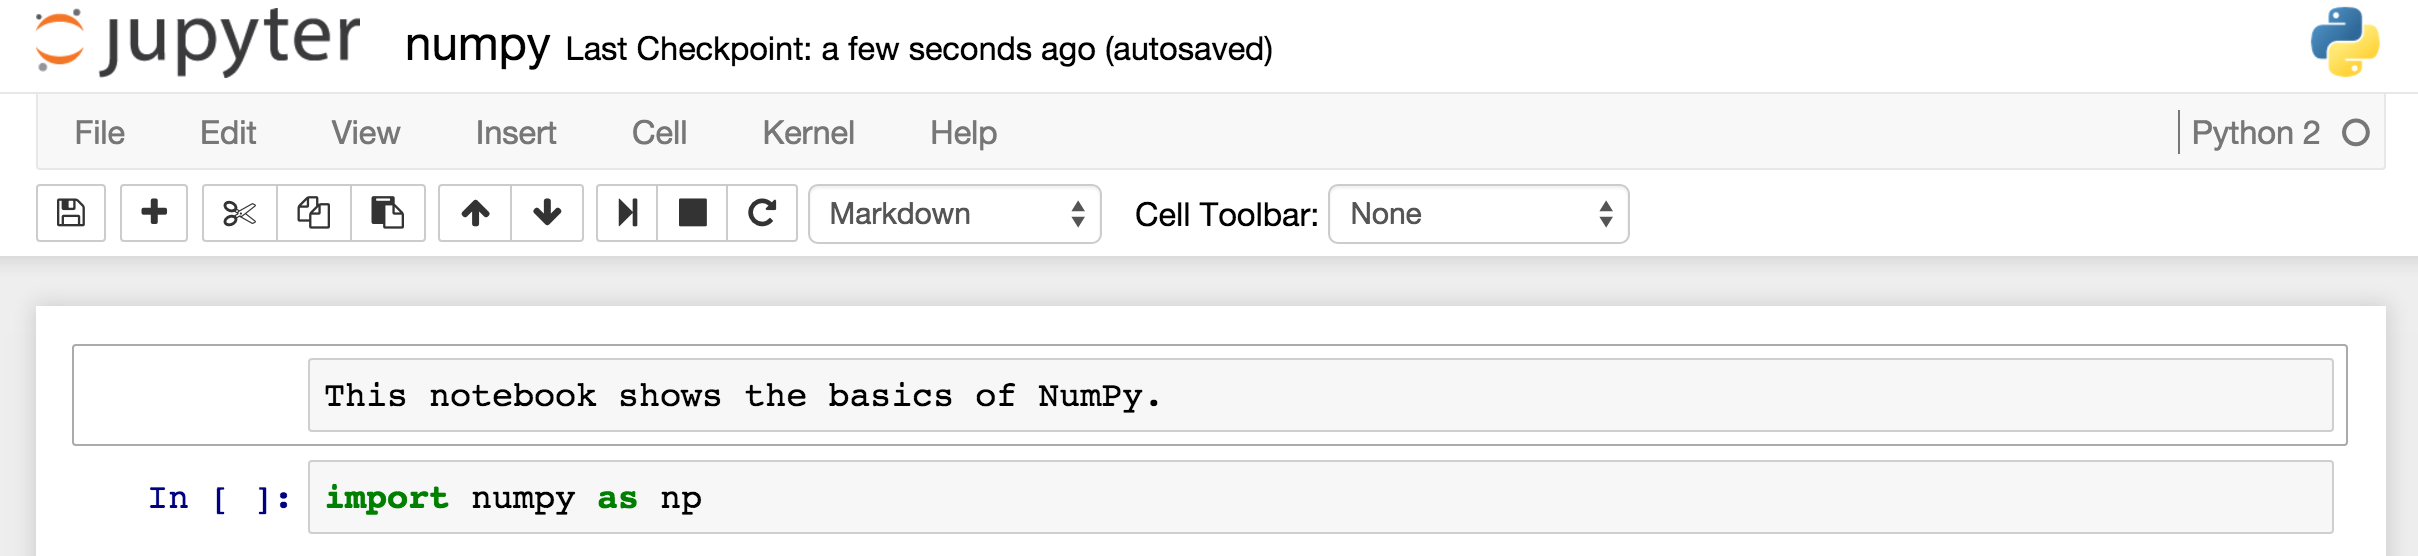 jupyter numpy Last Checkpoint: a few seconds ago (autosaved)
File Edit View Insert Cell Kernel Help Python 2
Markdown Cell Toolbar: None
This notebook shows the basics of NumPy.
In [ ]: import numpy as np